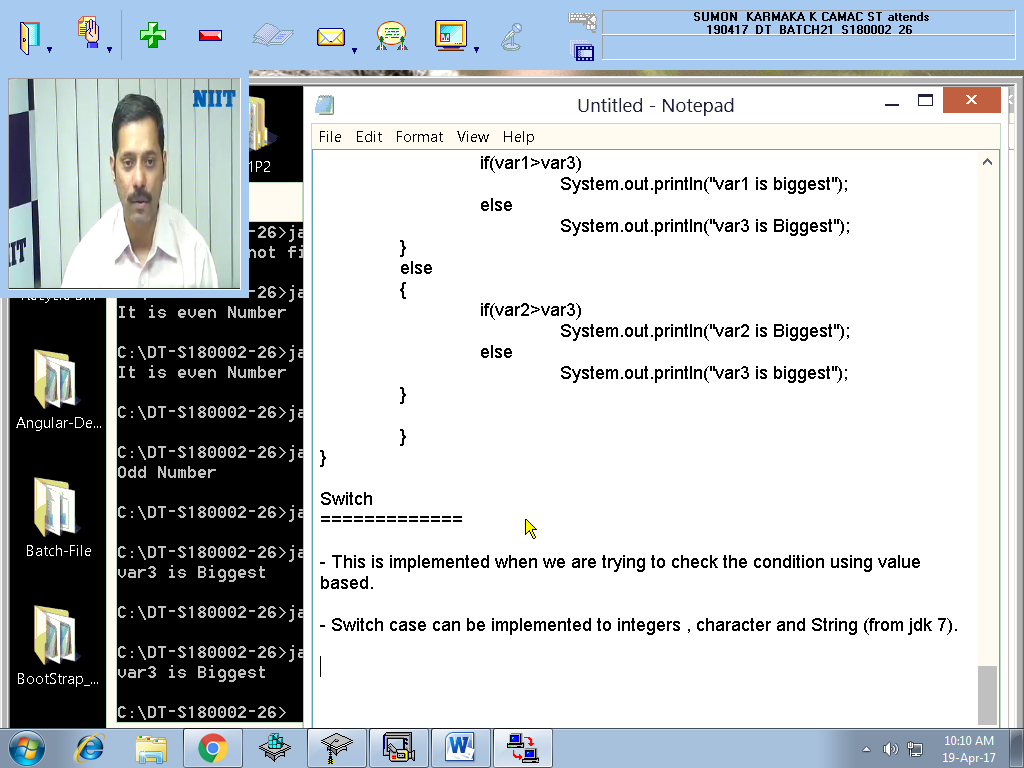 SUMON KARMAKA K CAMAC ST attends
190417_DT_BATCH21_S180002_26
NIIT
IIT
1P2
Untitled - Notepad
File Edit Format View Help
if(var1>var3)
System.out.println("var1 is biggest");
else
System.out.println("var3 is Biggest");
}
else
{
if(var2>var3)
System.out.println("var2 is Biggest");
else
System.out.println("var3 is biggest");
}
}
}
Switch
=============
- This is implemented when we are trying to check the condition using value
based.
- Switch case can be implemented to integers , character and String (from jdk 7).
-26>ja
not fi
-26>ja
It is even Number
C:\DT-S180002-26>ja
It is even Number
C:\DT-S180002-26>ja
C:\DT-S180002-26>ja
Odd Number
C:\DT-S180002-26>ja
C:\DT-S180002-26>ja
var3 is Biggest
C:\DT-S180002-26>ja
C:\DT-S180002-26>ja
var3 is Biggest
C:\DT-S180002-26>
Angular-De...
Batch-File
BootStrap_...
10:10 AM
19-Apr-17